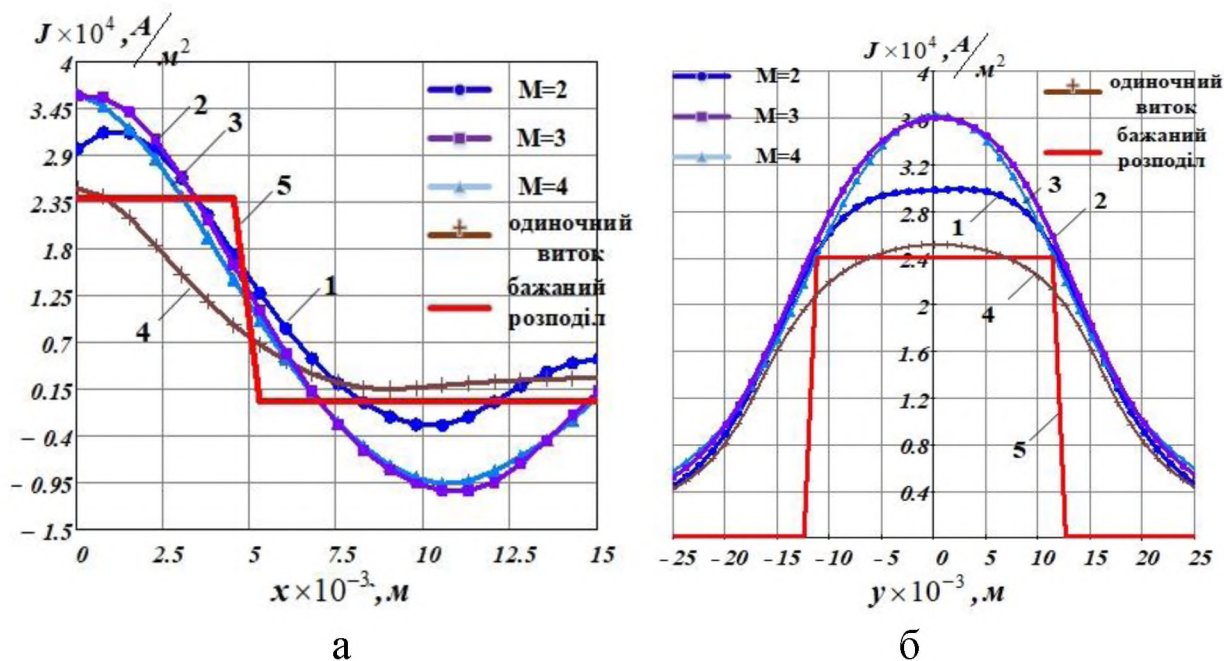 J×10⁴, А/м²
4
3.45
2.9
2.35
1.8
1.25
0.7
0.15
− 0.4
− 0.95
− 1.5
0 2.5 5 7.5 10 12.5 15
x×10⁻³, м
2
3
5
1
4
M=2
M=3
M=4
одиночний
виток
бажаний
розподіл
а
J×10⁴, А/м²
4
3.6
3.2
2.8
2.4
2
1.6
1.2
0.8
0.4
−25 −20 −15 −10 −5 0 5 10 15 20 25
y×10⁻³, м
M=2
M=3
M=4
одиночний
виток
бажаний
розподіл
3
2
1
4
5
б